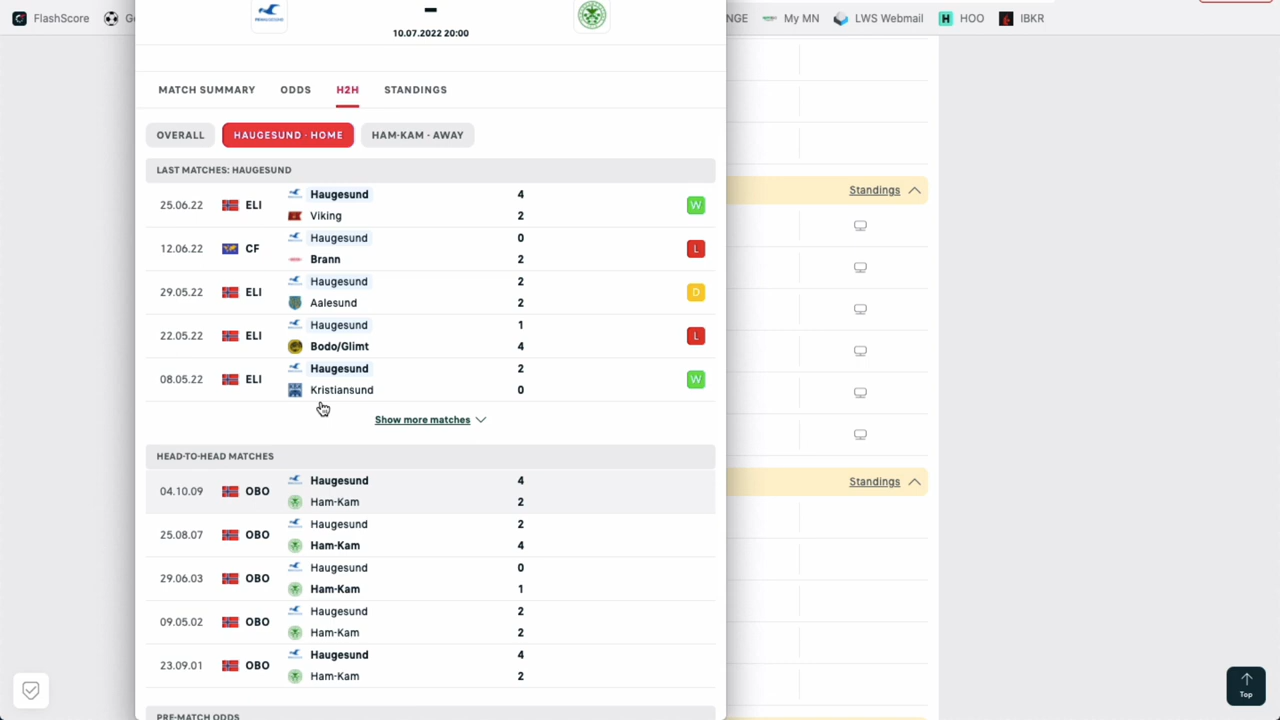 FlashScore
G
NGE
My MN
LWS Webmail
H HOO
IBKR
-
10.07.2022 20:00
MATCH SUMMARY ODDS H2H STANDINGS
OVERALL HAUGESUND - HOME HAM-KAM - AWAY
LAST MATCHES: HAUGESUND
25.06.22 ELI Haugesund 4 W
Viking 2
12.06.22 CF Haugesund 0 L
Brann 2
29.05.22 ELI Haugesund 2 D
Aalesund 2
22.05.22 ELI Haugesund 1 L
Bodo/Glimt 4
08.05.22 ELI Haugesund 2 W
Kristiansund 0
Show more matches
HEAD-TO-HEAD MATCHES
04.10.09 OBO Haugesund 4
Ham-Kam 2
25.08.07 OBO Haugesund 2
Ham-Kam 4
29.06.03 OBO Haugesund 0
Ham-Kam 1
09.05.02 OBO Haugesund 2
Ham-Kam 2
23.09.01 OBO Haugesund 4
Ham-Kam 2
PRE-MATCH ODDS
Standings
Standings
Top